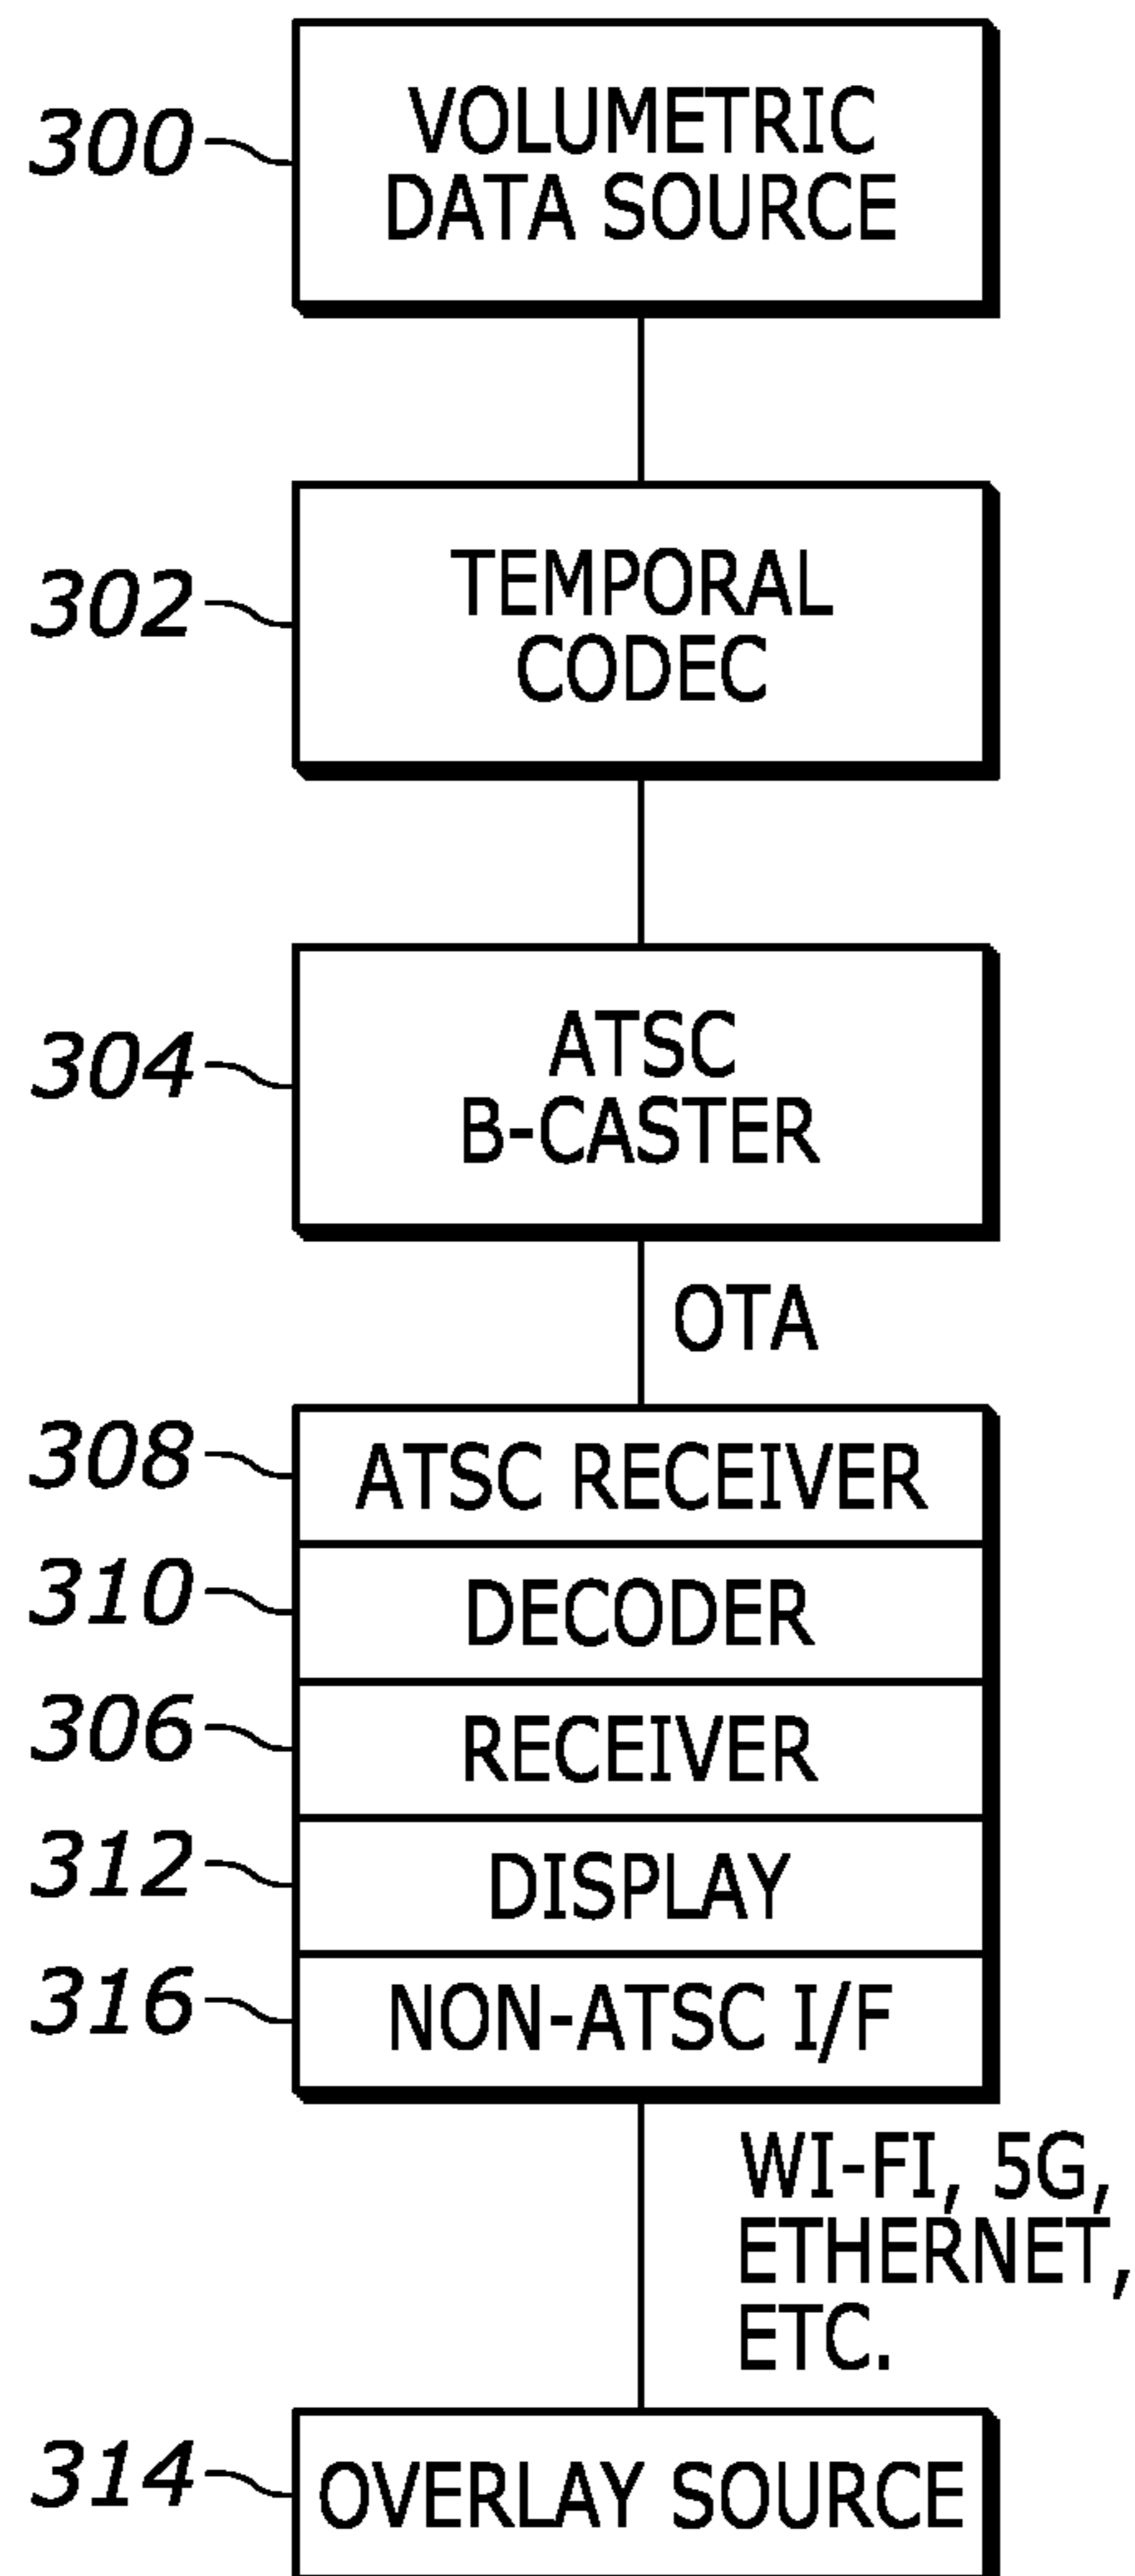 300
VOLUMETRIC
DATA SOURCE
302
TEMPORAL
CODEC
304
ATSC
B-CASTER
OTA
308
ATSC RECEIVER
310
DECODER
306
RECEIVER
312
DISPLAY
316
NON-ATSC I/F
WI-FI, 5G,
ETHERNET,
ETC.
314
OVERLAY SOURCE